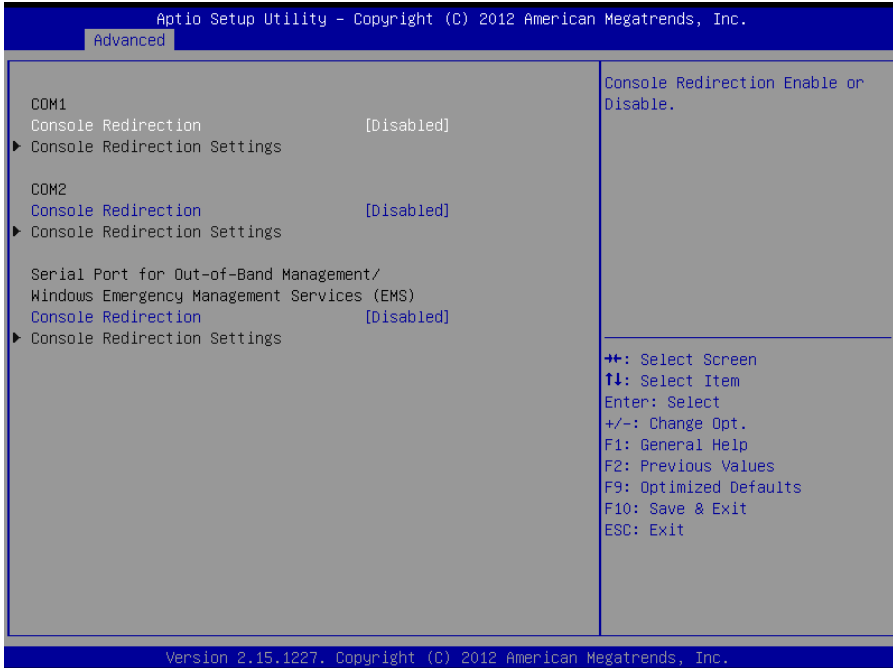 Aptio Setup Utility – Copyright (C) 2012 American Megatrends, Inc.
Advanced
COM1
Console Redirection [Disabled]
Console Redirection Settings
COM2
Console Redirection [Disabled]
Console Redirection Settings
Serial Port for Out-of-Band Management/
Windows Emergency Management Services (EMS)
Console Redirection [Disabled]
Console Redirection Settings
Console Redirection Enable or
Disable.
→←: Select Screen
↑↓: Select Item
Enter: Select
+/-: Change Opt.
F1: General Help
F2: Previous Values
F9: Optimized Defaults
F10: Save & Exit
ESC: Exit
Version 2.15.1227. Copyright (C) 2012 American Megatrends, Inc.